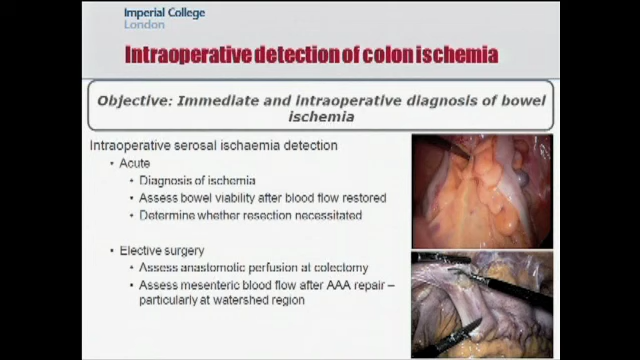 Imperial College
London
Intraoperative detection of colon ischemia
Objective: Immediate and intraoperative diagnosis of bowel
ischemia
Intraoperative serosal ischaemia detection
• Acute
• Diagnosis of ischemia
• Assess bowel viability after blood flow restored
• Determine whether resection necessitated
• Elective surgery
• Assess anastomotic perfusion at colectomy
• Assess mesenteric blood flow after AAA repair –
particularly at watershed region